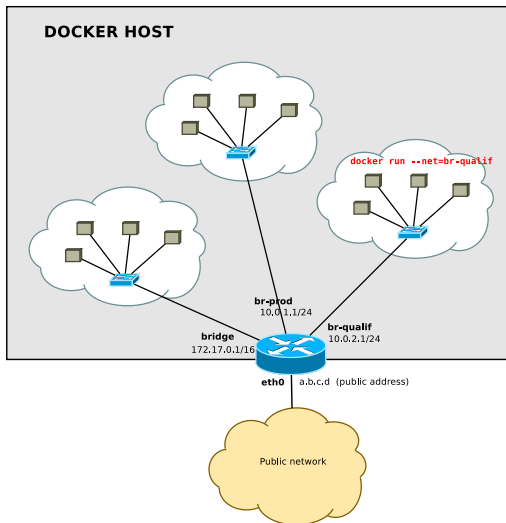 DOCKER HOST
docker run --net=br-qualif
br-prod
10.0.1.1/24
br-qualif
10.0.2.1/24
bridge
172.17.0.1/16
eth0 a.b.c.d (public address)
Public network